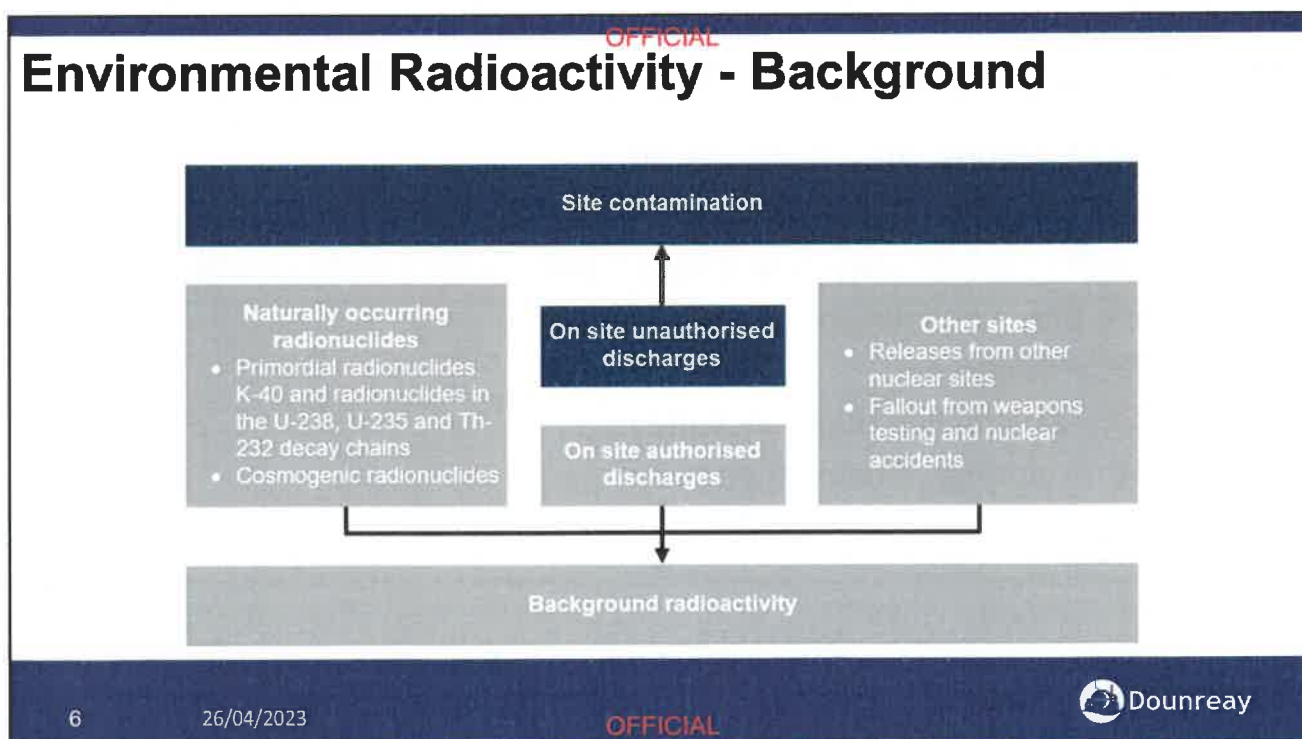 OFFICIAL
Environmental Radioactivity - Background
Site contamination
Naturally occurring
radionuclides
• Primordial radionuclides
K-40 and radionuclides in
the U-238, U-235 and Th-
232 decay chains
• Cosmogenic radionuclides
On site unauthorised
discharges
On site authorised
discharges
Other sites
• Releases from other
nuclear sites
• Fallout from weapons
testing and nuclear
accidents
Background radioactivity
6
26/04/2023
OFFICIAL
Dounreay